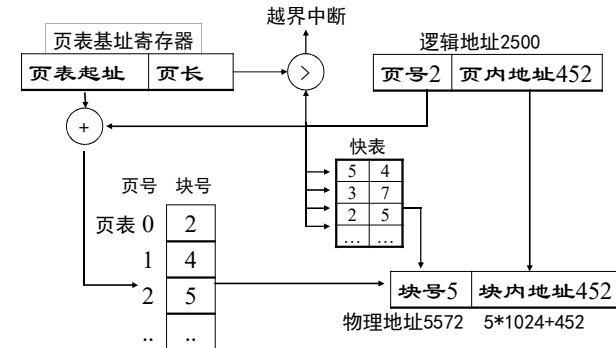 越界中断
页表基址寄存器
逻辑地址2500
页表起址 页长
>
页号2 页内地址452
+
快表
5 4
3 7
2 5
… …
页号 块号
页表 0 2
1 4
2 5
.. ..
块号5 块内地址452
物理地址5572 5*1024+452